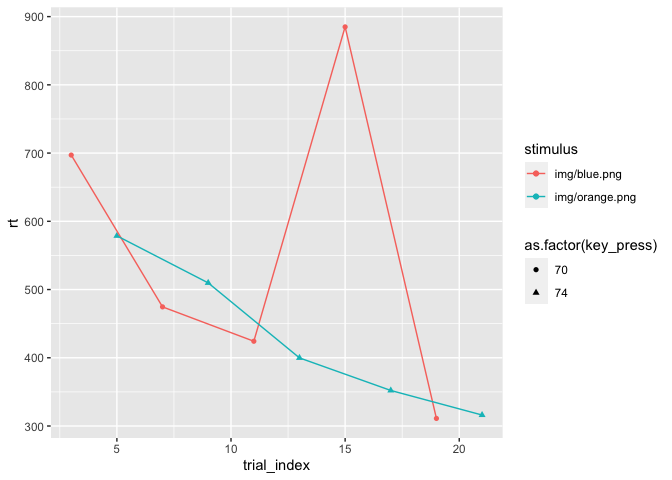 900
800
700
600
500
400
300
rt
5
10
15
20
trial_index
stimulus
img/blue.png
img/orange.png
as.factor(key_press)
70
74